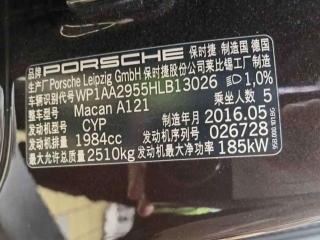 品牌 PORSCHE 保时捷 制造国 德国
生产厂 Porsche Leipzig GmbH 保时捷股份公司莱比锡工厂制造
车辆识别代号 WP1AA2955HLB13026 1,0%
整车型号 Macan A121 乘坐人数 5
发动机型号 CYP 制造年月 2016.05
发动机排量 1984cc 发动机序列号 026728
最大允许总质量 2510kg 发动机最大净功率 185kW